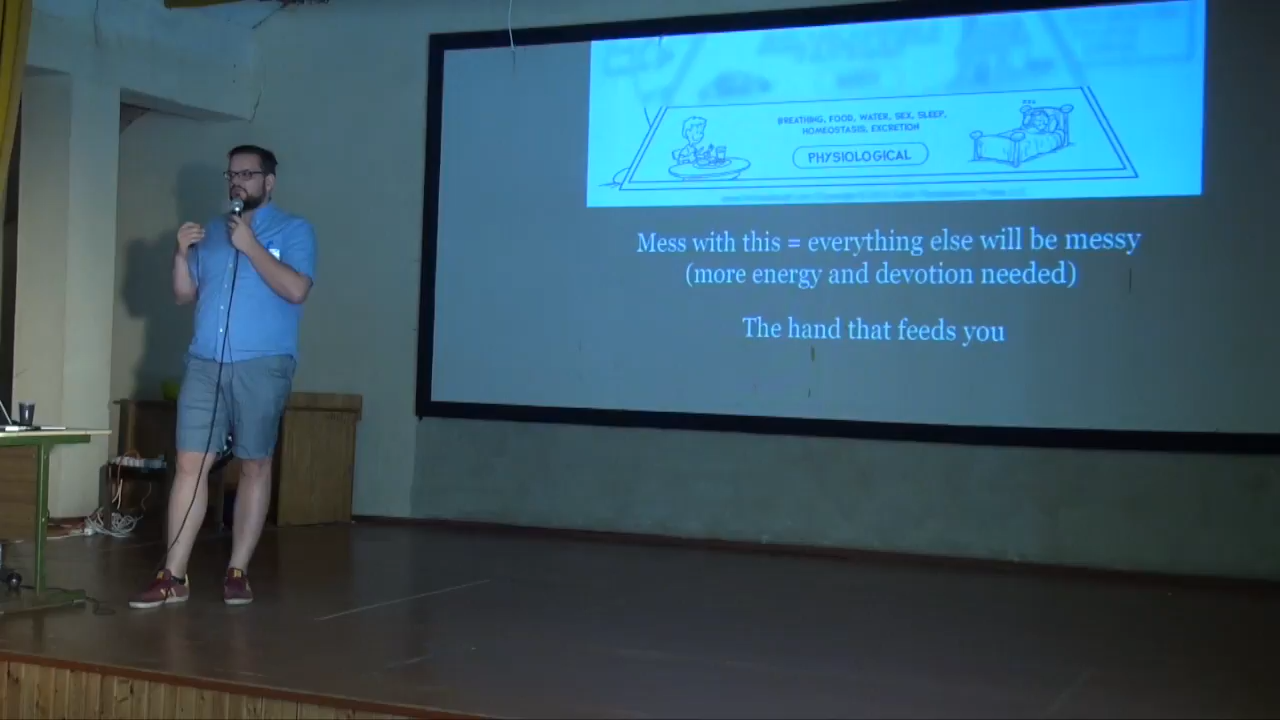 BREATHING, FOOD, WATER, SEX, SLEEP,
HOMEOSTASIS, EXCRETION
PHYSIOLOGICAL
Mess with this = everything else will be messy
(more energy and devotion needed)
The hand that feeds you